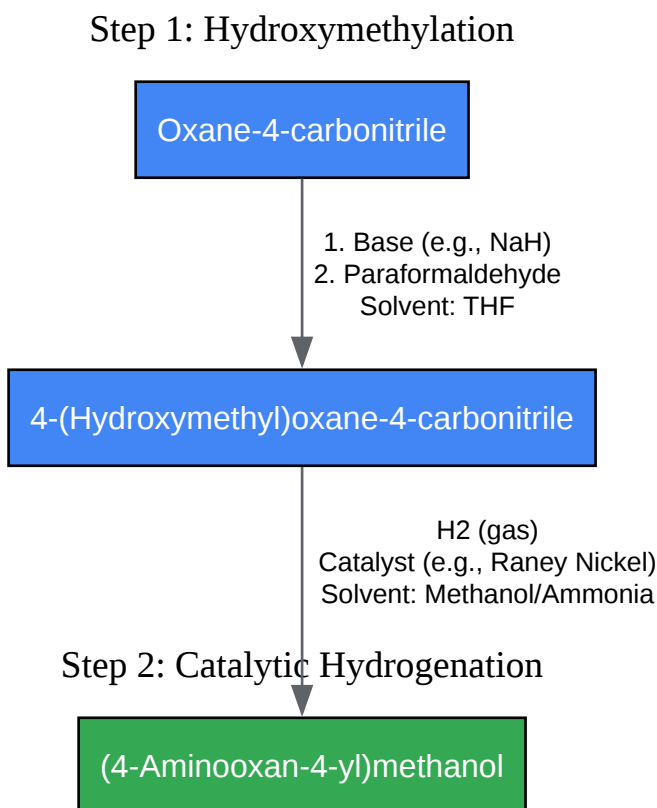 Step 1: Hydroxymethylation
Oxane-4-carbonitrile
1. Base (e.g., NaH)
2. Paraformaldehyde
Solvent: THF
4-(Hydroxymethyl)oxane-4-carbonitrile
H2 (gas)
Catalyst (e.g., Raney Nickel)
Solvent: Methanol/Ammonia
Step 2: Catalytic Hydrogenation
(4-Aminooxan-4-yl)methanol